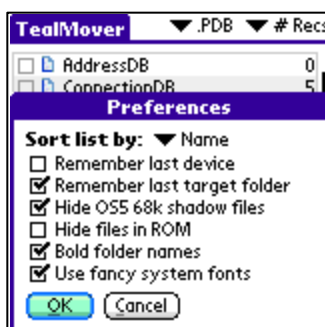 TealMover .PDB # Recs
AddressDB 0
ConnectionDB 5
Preferences
Sort list by: Name
Remember last device
Remember last target folder
Hide OS5 68k shadow files
Hide files in ROM
Bold folder names
Use fancy system fonts
OK Cancel